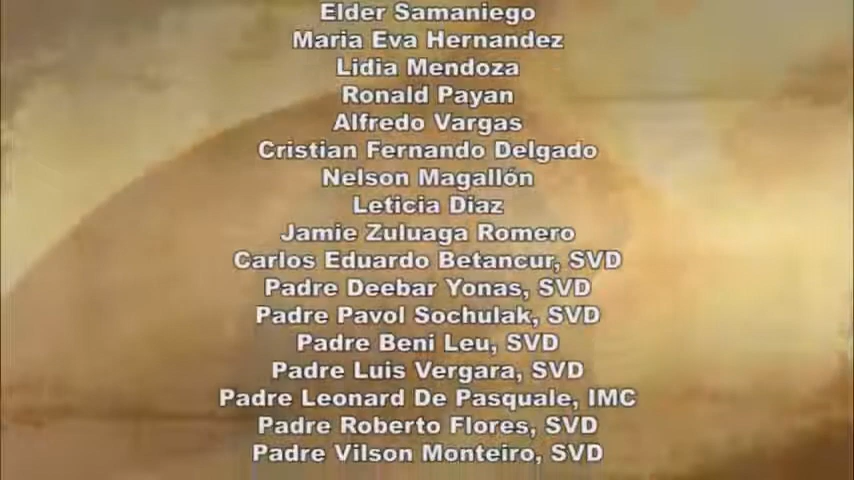 Elder Samaniego
Maria Eva Hernandez
Lidia Mendoza
Ronald Payan
Alfredo Vargas
Cristian Fernando Delgado
Nelson Magallón
Leticia Diaz
Jamie Zuluaga Romero
Carlos Eduardo Betancur, SVD
Padre Deebar Yonas, SVD
Padre Pavol Sochulak, SVD
Padre Beni Leu, SVD
Padre Luis Vergara, SVD
Padre Leonard De Pasquale, IMC
Padre Roberto Flores, SVD
Padre Vilson Monteiro, SVD